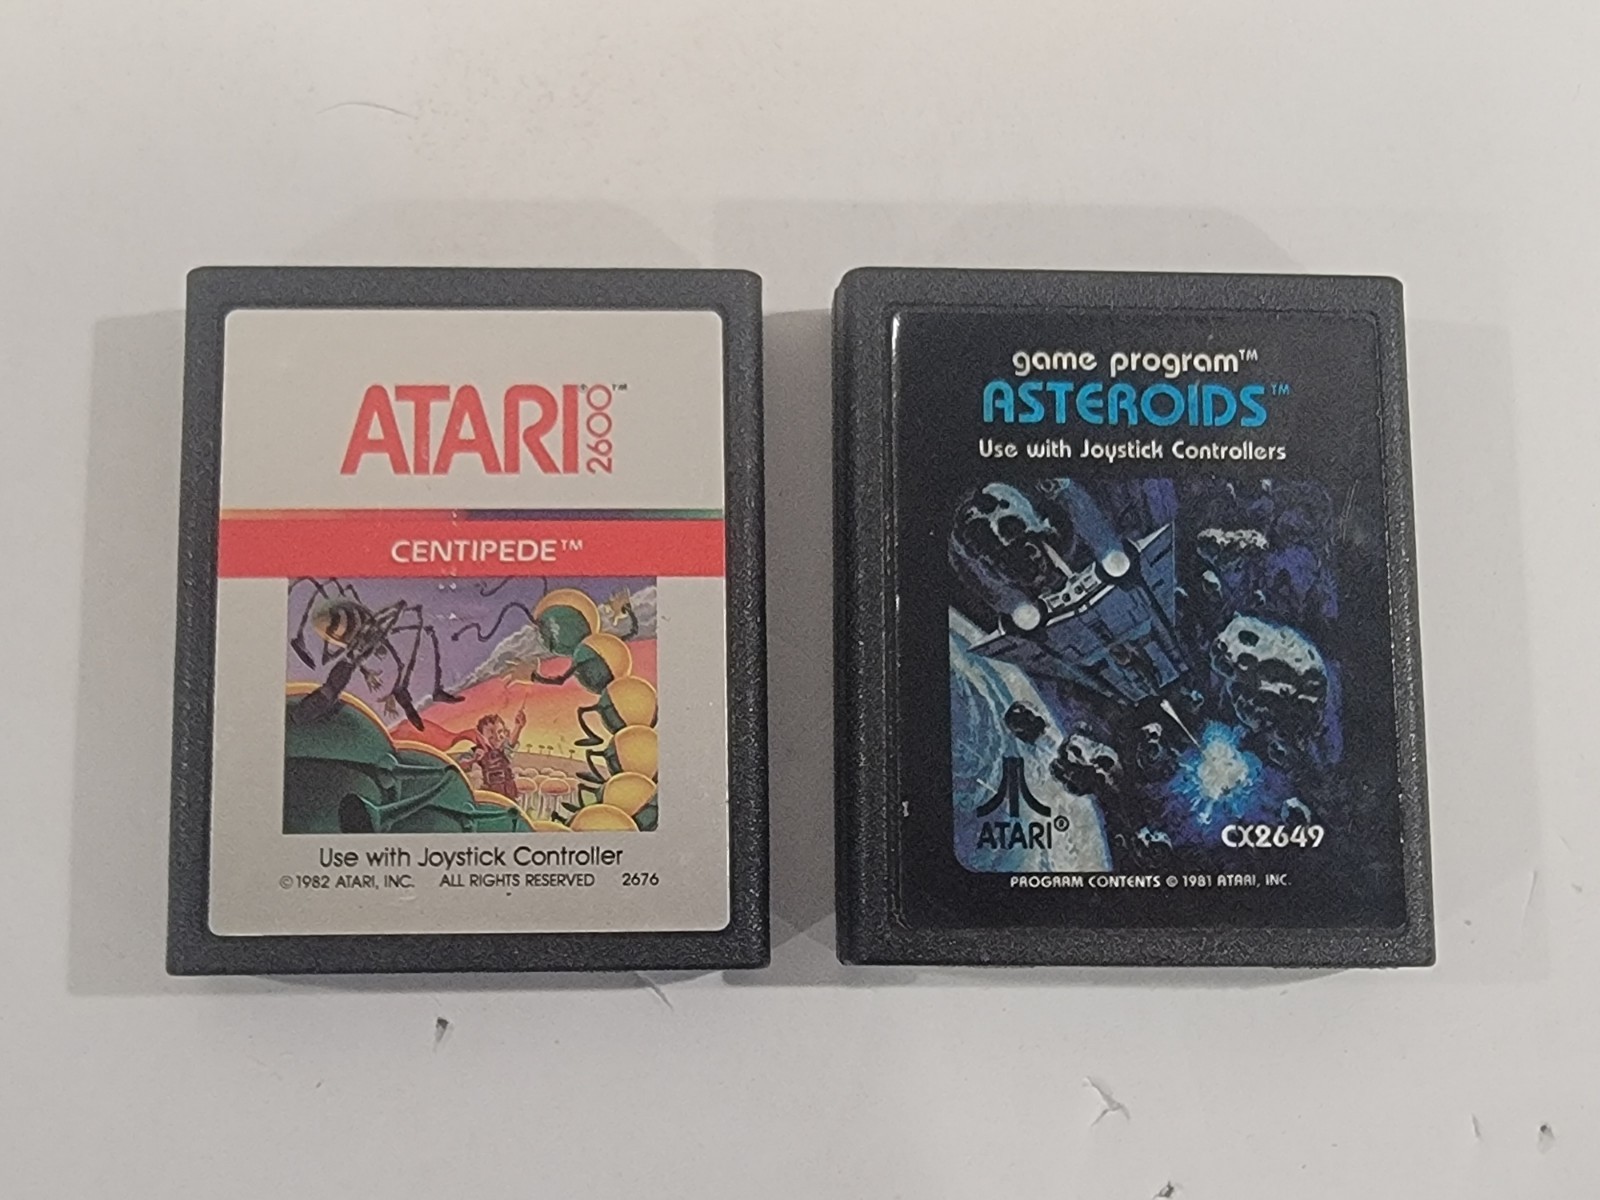 ATARI® 2600™
CENTIPEDE™
Use with Joystick Controller
©1982 ATARI, INC. ALL RIGHTS RESERVED 2676
game program™
ASTEROIDS™
Use with Joystick Controllers
ATARI®
CX2649
PROGRAM CONTENTS © 1981 ATARI, INC.